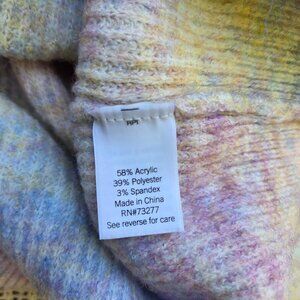 58% Acrylic
39% Polyester
3% Spandex
Made in China
RN#73277
See reverse for care